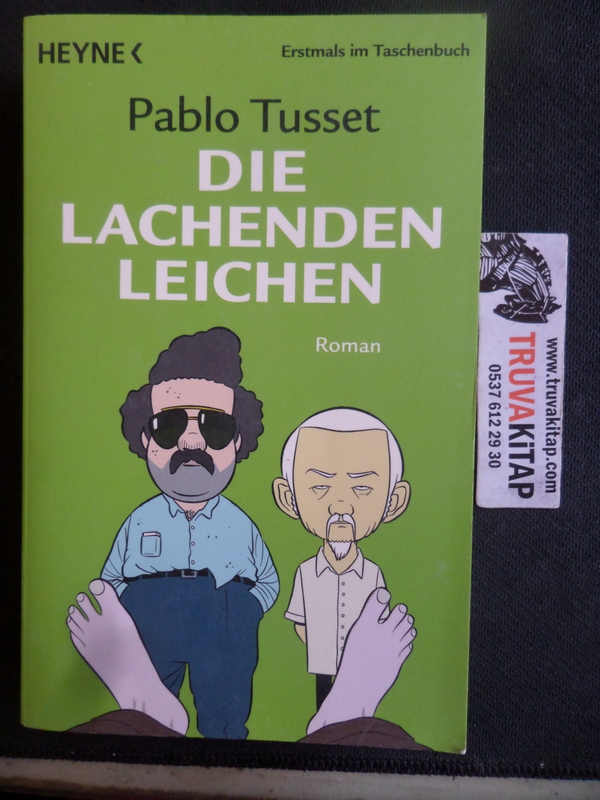 HEYNE
Erstmals im Taschenbuch
Pablo Tusset
DIE
LACHENDEN
LEICHEN
Roman
www.truvakitap.com
TRUVAKiTAP
0537 612 29 30